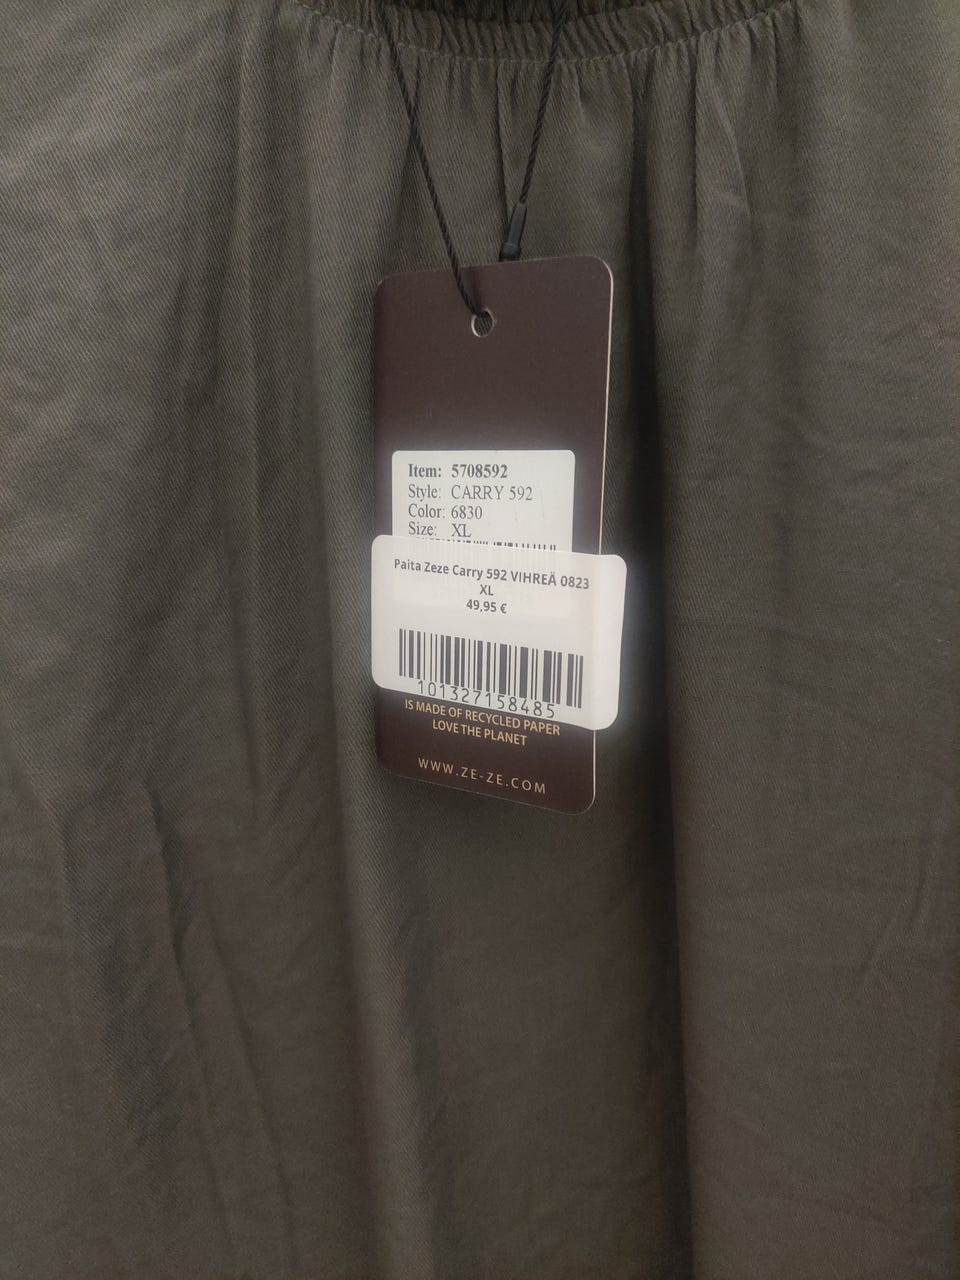 Item: 5708592
Style: CARRY 592
Color: 6830
Size: XL
Paita Zeze Carry 592 VIHREÄ 0823
XL
49,95 €
101327158485
IS MADE OF RECYCLED PAPER
LOVE THE PLANET
WWW.ZE-ZE.COM